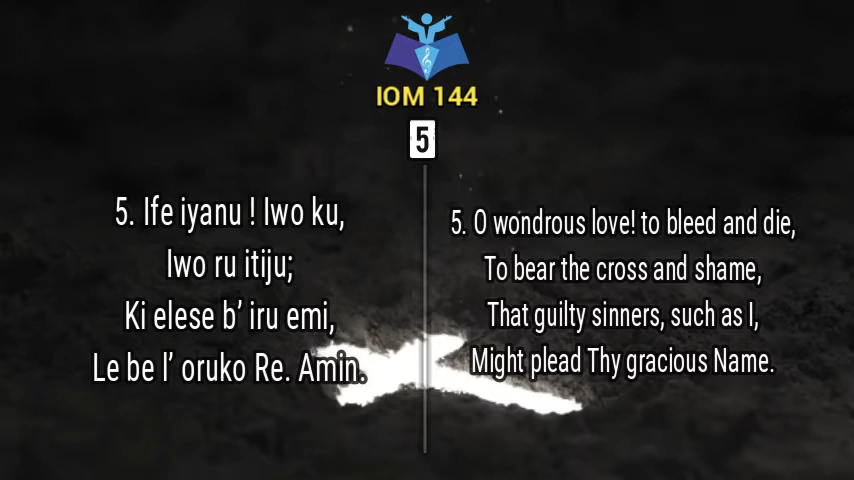 IOM 144
5
5. Ife iyanu ! Iwo ku,
Iwo ru itiju;
Ki elese b’ iru emi,
Le be l’ oruko Re. Amin.
5. O wondrous love! to bleed and die,
To bear the cross and shame,
That guilty sinners, such as I,
Might plead Thy gracious Name.